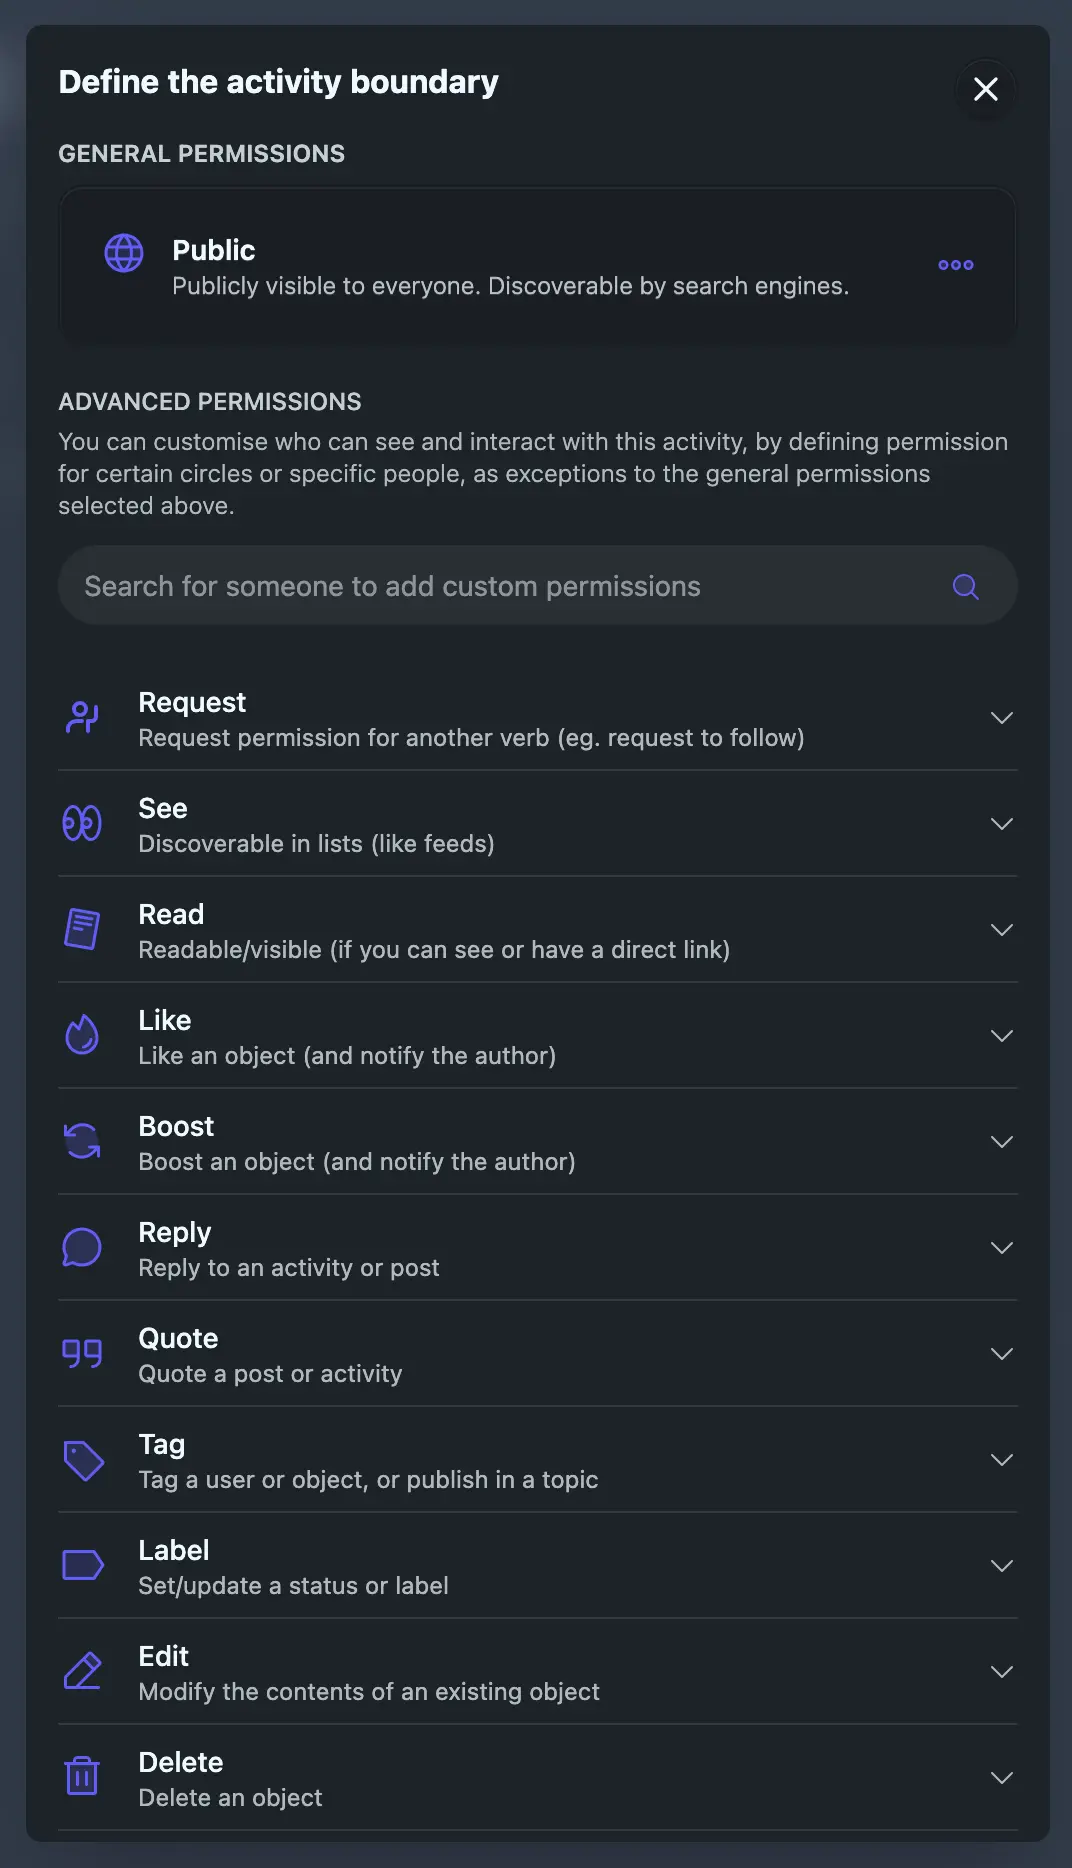 Define the activity boundary
GENERAL PERMISSIONS
Public
Publicly visible to everyone. Discoverable by search engines.
ADVANCED PERMISSIONS
You can customise who can see and interact with this activity, by defining permission
for certain circles or specific people, as exceptions to the general permissions
selected above.
Search for someone to add custom permissions
Request
Request permission for another verb (eg. request to follow)
See
Discoverable in lists (like feeds)
Read
Readable/visible (if you can see or have a direct link)
Like
Like an object (and notify the author)
Boost
Boost an object (and notify the author)
Reply
Reply to an activity or post
Quote
Quote a post or activity
Tag
Tag a user or object, or publish in a topic
Label
Set/update a status or label
Edit
Modify the contents of an existing object
Delete
Delete an object